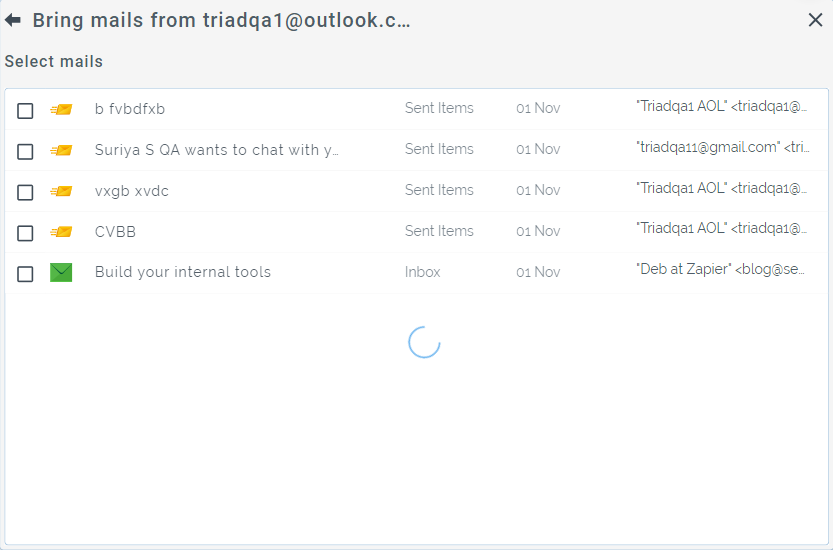 Bring mails from triadqa1@outlook.c...
Select mails
b fvbdfxb Sent Items 01 Nov "Triadqa1 AOL" <triadqa1@...
Suriya S QA wants to chat with y... Sent Items 01 Nov "triadqa11@gmail.com" <tri...
vxgb xvdc Sent Items 01 Nov "Triadqa1 AOL" <triadqa1@...
CVBB Sent Items 01 Nov "Triadqa1 AOL" <triadqa1@...
Build your internal tools Inbox 01 Nov "Deb at Zapier" <blog@se...